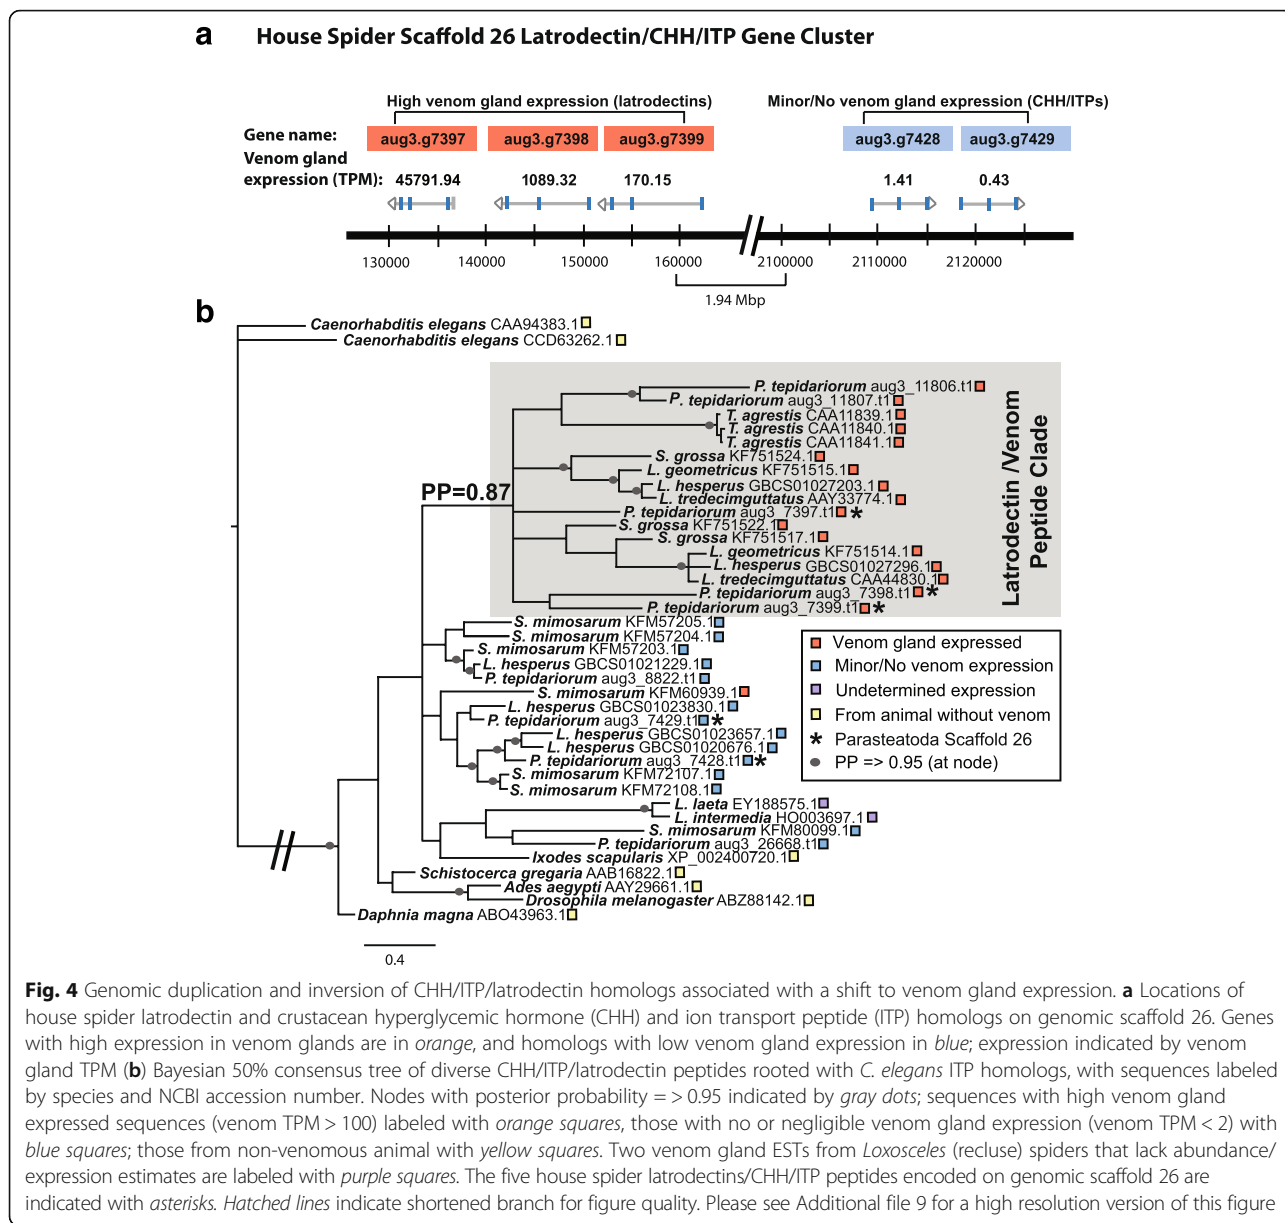 a House Spider Scaffold 26 Latrodectin/CHH/ITP Gene Cluster
High venom gland expression (latrodectins)
Minor/No venom gland expression (CHH/ITPs)
Gene name:
aug3.g7397
aug3.g7398
aug3.g7399
aug3.g7428
aug3.g7429
Venom gland
expression (TPM):
45791.94
1089.32
170.15
1.41
0.43
130000
140000
150000
160000
2100000
2110000
2120000
1.94 Mbp
b
Caenorhabditis elegans CAA94383.1
Caenorhabditis elegans CCD63262.1
P. tepidariorum aug3_11806.t1
P. tepidariorum aug3_11807.t1
T. agrestis CAA11839.1
T. agrestis CAA11840.1
T. agrestis CAA11841.1
S. grossa KF751524.1
L. geometricus KF751515.1
L. hesperus GBCS01027203.1
L. tredecimguttatus AAY33774.1
P. tepidariorum aug3_7397.t1 *
S. grossa KF751522.1
S. grossa KF751517.1
L. geometricus KF751514.1
L. hesperus GBCS01027296.1
L. tredecimguttatus CAA44830.1
P. tepidariorum aug3_7398.t1 *
P. tepidariorum aug3_7399.t1 *
PP=0.87
Latrodectin /Venom
Peptide Clade
S. mimosarum KFM57205.1
S. mimosarum KFM57204.1
S. mimosarum KFM57203.1
L. hesperus GBCS01021229.1
P. tepidariorum aug3_8822.t1
S. mimosarum KFM60939.1
L. hesperus GBCS01023830.1
P. tepidariorum aug3_7429.t1 *
L. hesperus GBCS01023657.1
L. hesperus GBCS01020676.1
P. tepidariorum aug3_7428.t1 *
S. mimosarum KFM72107.1
S. mimosarum KFM72108.1
L. laeta EY188575.1
L. intermedia HO003697.1
S. mimosarum KFM80099.1
P. tepidariorum aug3_26668.t1
Ixodes scapularis XP_002400720.1
Schistocerca gregaria AAB16822.1
Ades aegypti AAY29661.1
Drosophila melanogaster ABZ88142.1
Daphnia magna ABO43963.1
Venom gland expressed
Minor/No venom expression
Undetermined expression
From animal without venom
* Parasteatoda Scaffold 26
PP => 0.95 (at node)
0.4
Fig. 4 Genomic duplication and inversion of CHH/ITP/latrodectin homologs associated with a shift to venom gland expression. a Locations of
house spider latrodectin and crustacean hyperglycemic hormone (CHH) and ion transport peptide (ITP) homologs on genomic scaffold 26. Genes
with high expression in venom glands are in orange, and homologs with low venom gland expression in blue; expression indicated by venom
gland TPM (b) Bayesian 50% consensus tree of diverse CHH/ITP/latrodectin peptides rooted with C. elegans ITP homologs, with sequences labeled
by species and NCBI accession number. Nodes with posterior probability = > 0.95 indicated by gray dots; sequences with high venom gland
expressed sequences (venom TPM > 100) labeled with orange squares, those with no or negligible venom gland expression (venom TPM < 2) with
blue squares; those from non-venomous animal with yellow squares. Two venom gland ESTs from Loxosceles (recluse) spiders that lack abundance/
expression estimates are labeled with purple squares. The five house spider latrodectins/CHH/ITP peptides encoded on genomic scaffold 26 are
indicated with asterisks. Hatched lines indicate shortened branch for figure quality. Please see Additional file 9 for a high resolution version of this figure